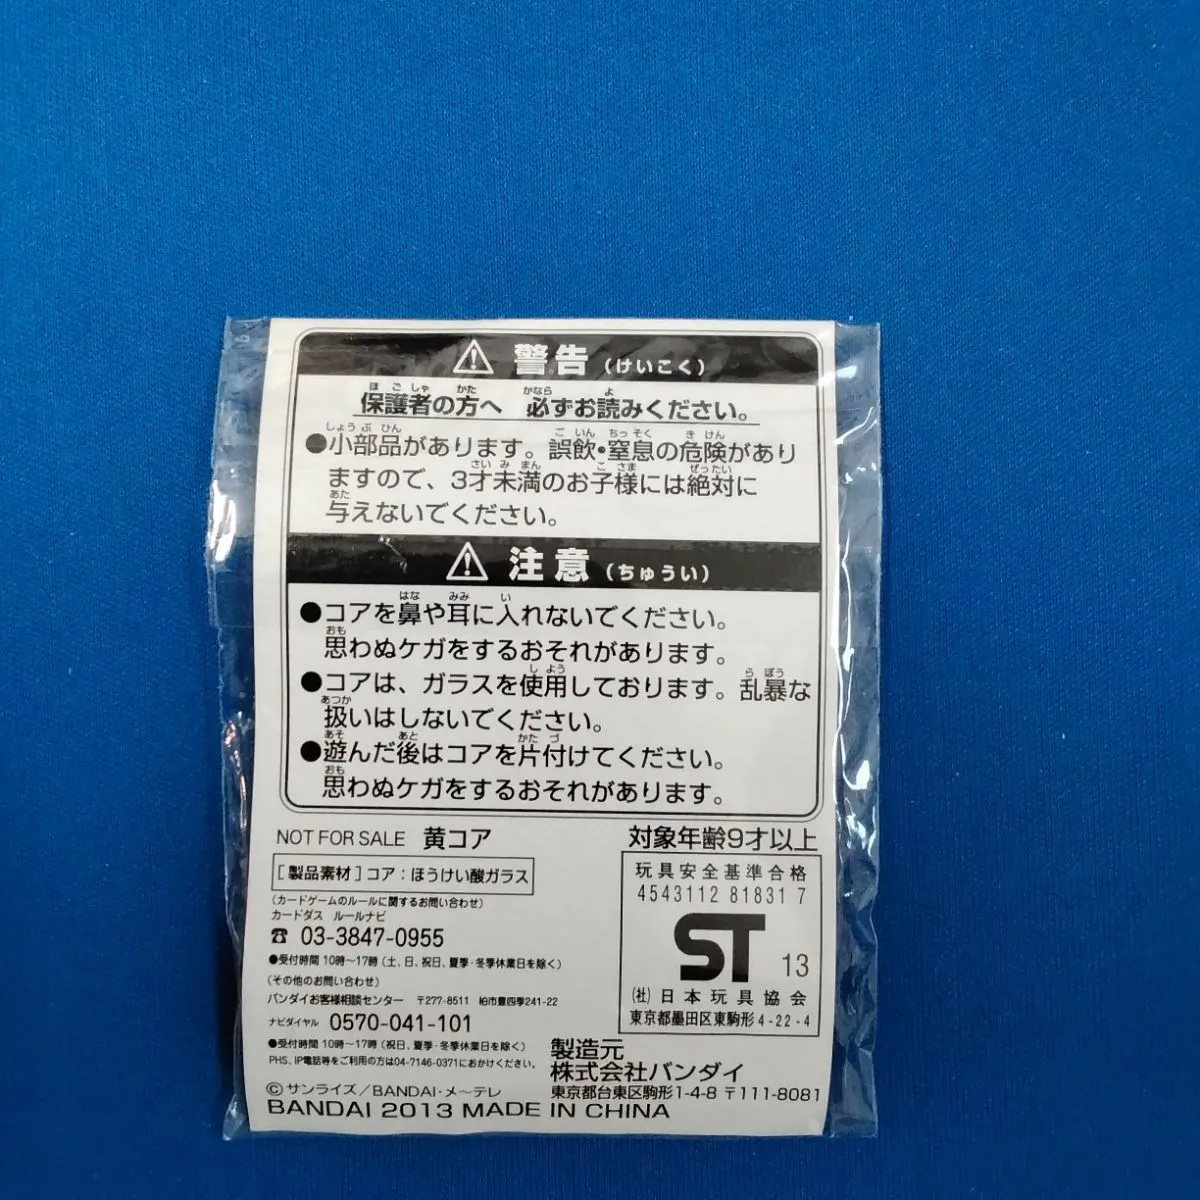 警告(けいこく)
保護者の方へ 必ずお読みください。
●小部品があります。誤飲・窒息の危険があり
ますので、3才未満のお子様には絶対に
与えないでください。
注意(ちゅうい)
●コアを鼻や耳に入れないでください。
思わぬケガをするおそれがあります。
●コアは、ガラスを使用しております。乱暴な
扱いはしないでください。
●遊んだ後はコアを片付けてください。
思わぬケガをするおそれがあります。
NOT FOR SALE 黄コア
[製品素材]コア:ほうけい酸ガラス
(カードゲームのルールに関するお問い合わせ)
カードダス ルールナビ
☎ 03-3847-0955
●受付時間 10時〜17時(土、日、祝日、夏季・冬季休業日を除く)
(その他のお問い合わせ)
バンダイお客様相談センター 〒277-8511 柏市豊四季241-22
ナビダイヤル 0570-041-101
●受付時間 10時〜17時(祝日、夏季・冬季休業日を除く)
PHS、IP電話等をご利用の方は04-7146-0371におかけください。
対象年齢9才以上
玩具安全基準合格
4543112 81831 7
ST 13
(社)日本玩具協会
東京都墨田区東駒形4-22-4
製造元
株式会社バンダイ
東京都台東区駒形1-4-8 〒111-8081
©サンライズ/BANDAI・メ〜テレ
BANDAI 2013 MADE IN CHINA